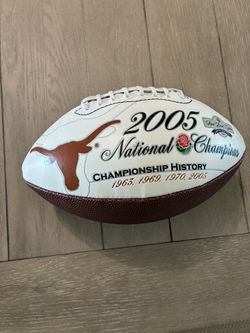 2005
National Champions
CHAMPIONSHIP HISTORY
1963, 1969, 1970, 2005